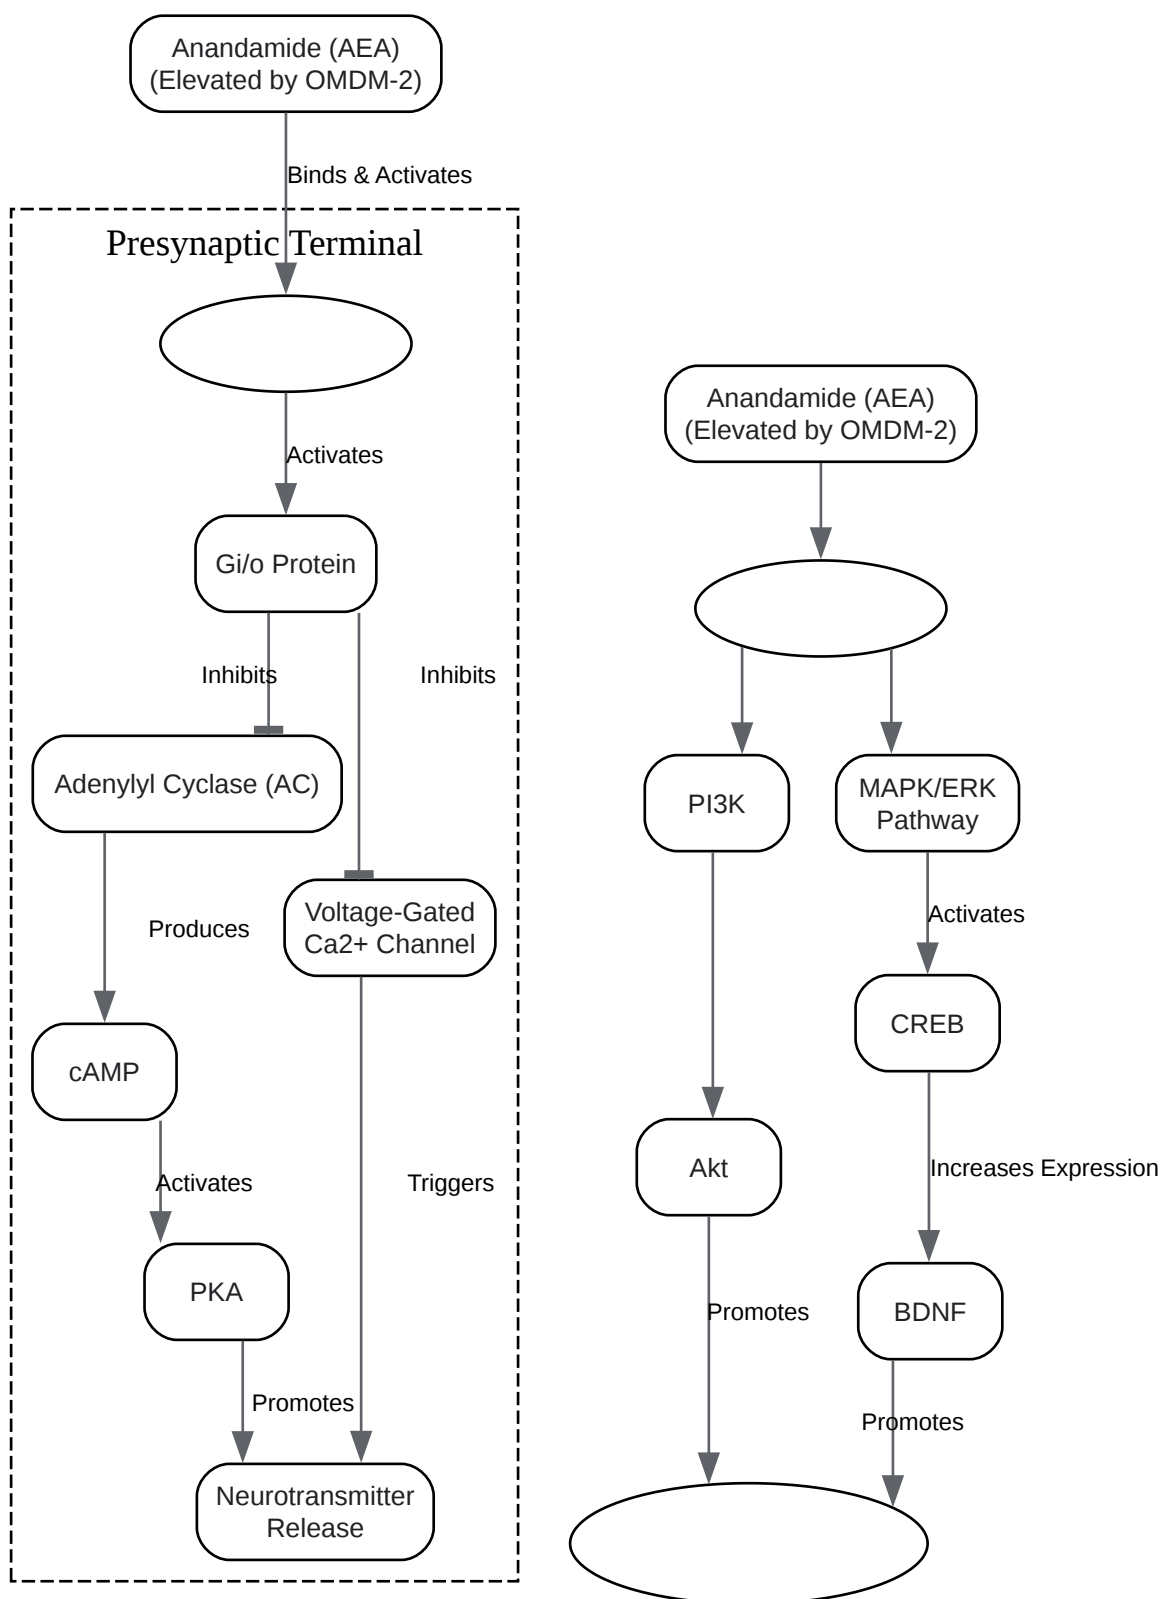 Anandamide (AEA)
(Elevated by OMDM-2)
Binds & Activates
Presynaptic Terminal
Activates
Gi/o Protein
Inhibits
Inhibits
Adenylyl Cyclase (AC)
Produces
Voltage-Gated
Ca2+ Channel
cAMP
Activates
Triggers
PKA
Promotes
Neurotransmitter
Release
Anandamide (AEA)
(Elevated by OMDM-2)
PI3K
MAPK/ERK
Pathway
Activates
CREB
Akt
Increases Expression
Promotes
BDNF
Promotes